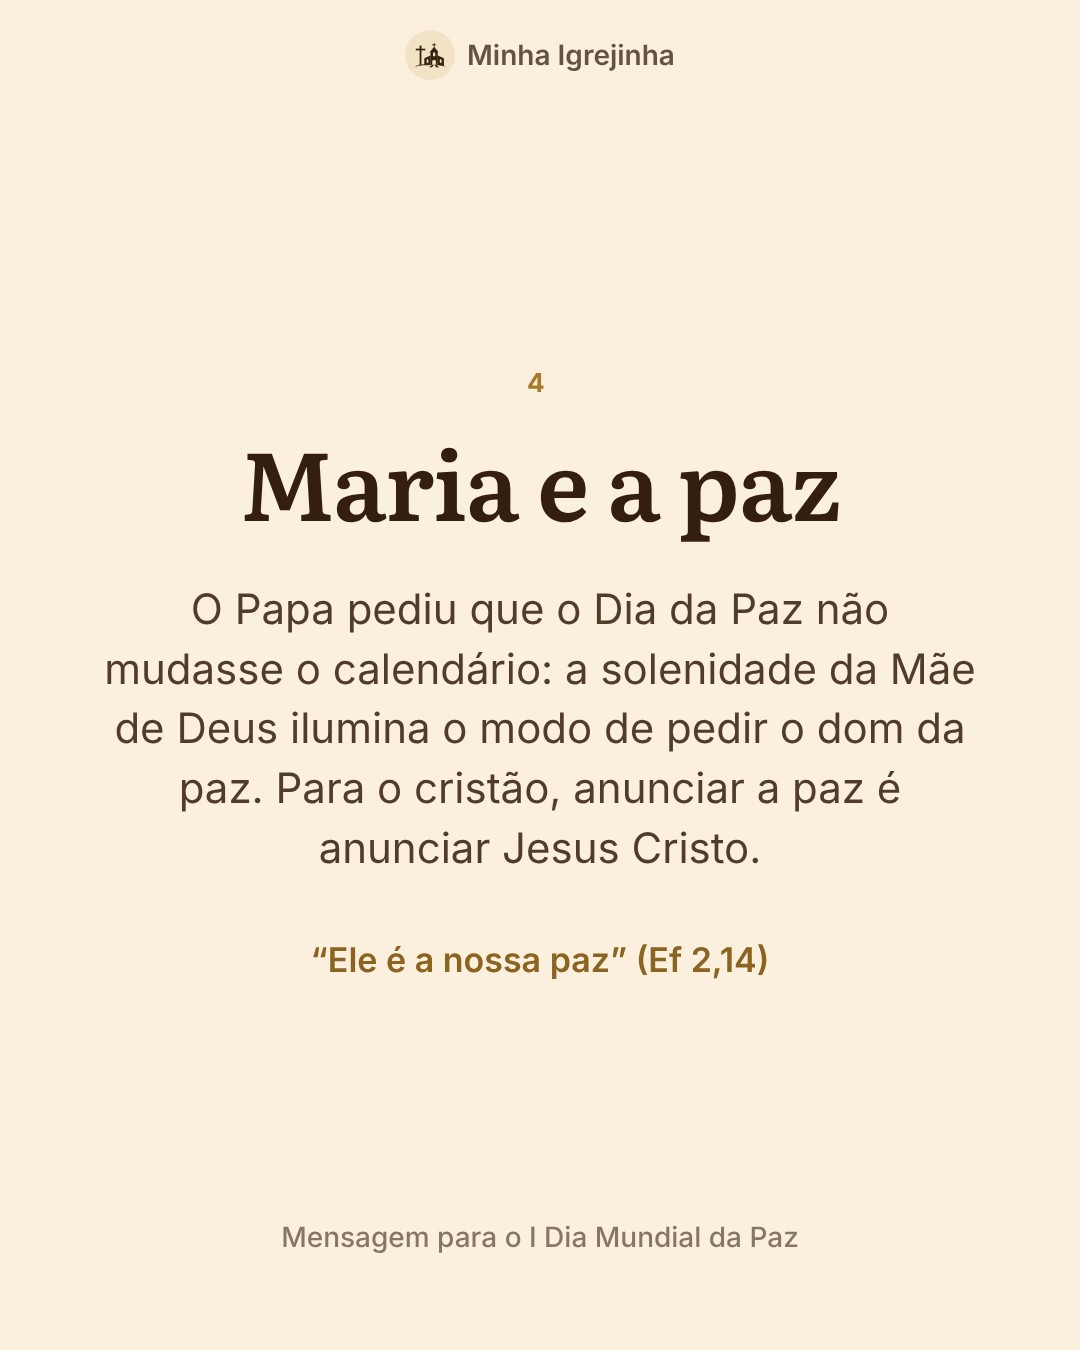 Minha Igrejinha
4
Maria e a paz
O Papa pediu que o Dia da Paz não
mudasse o calendário: a solenidade da Mãe
de Deus ilumina o modo de pedir o dom da
paz. Para o cristão, anunciar a paz é
anunciar Jesus Cristo.
“Ele é a nossa paz” (Ef 2,14)
Mensagem para o I Dia Mundial da Paz